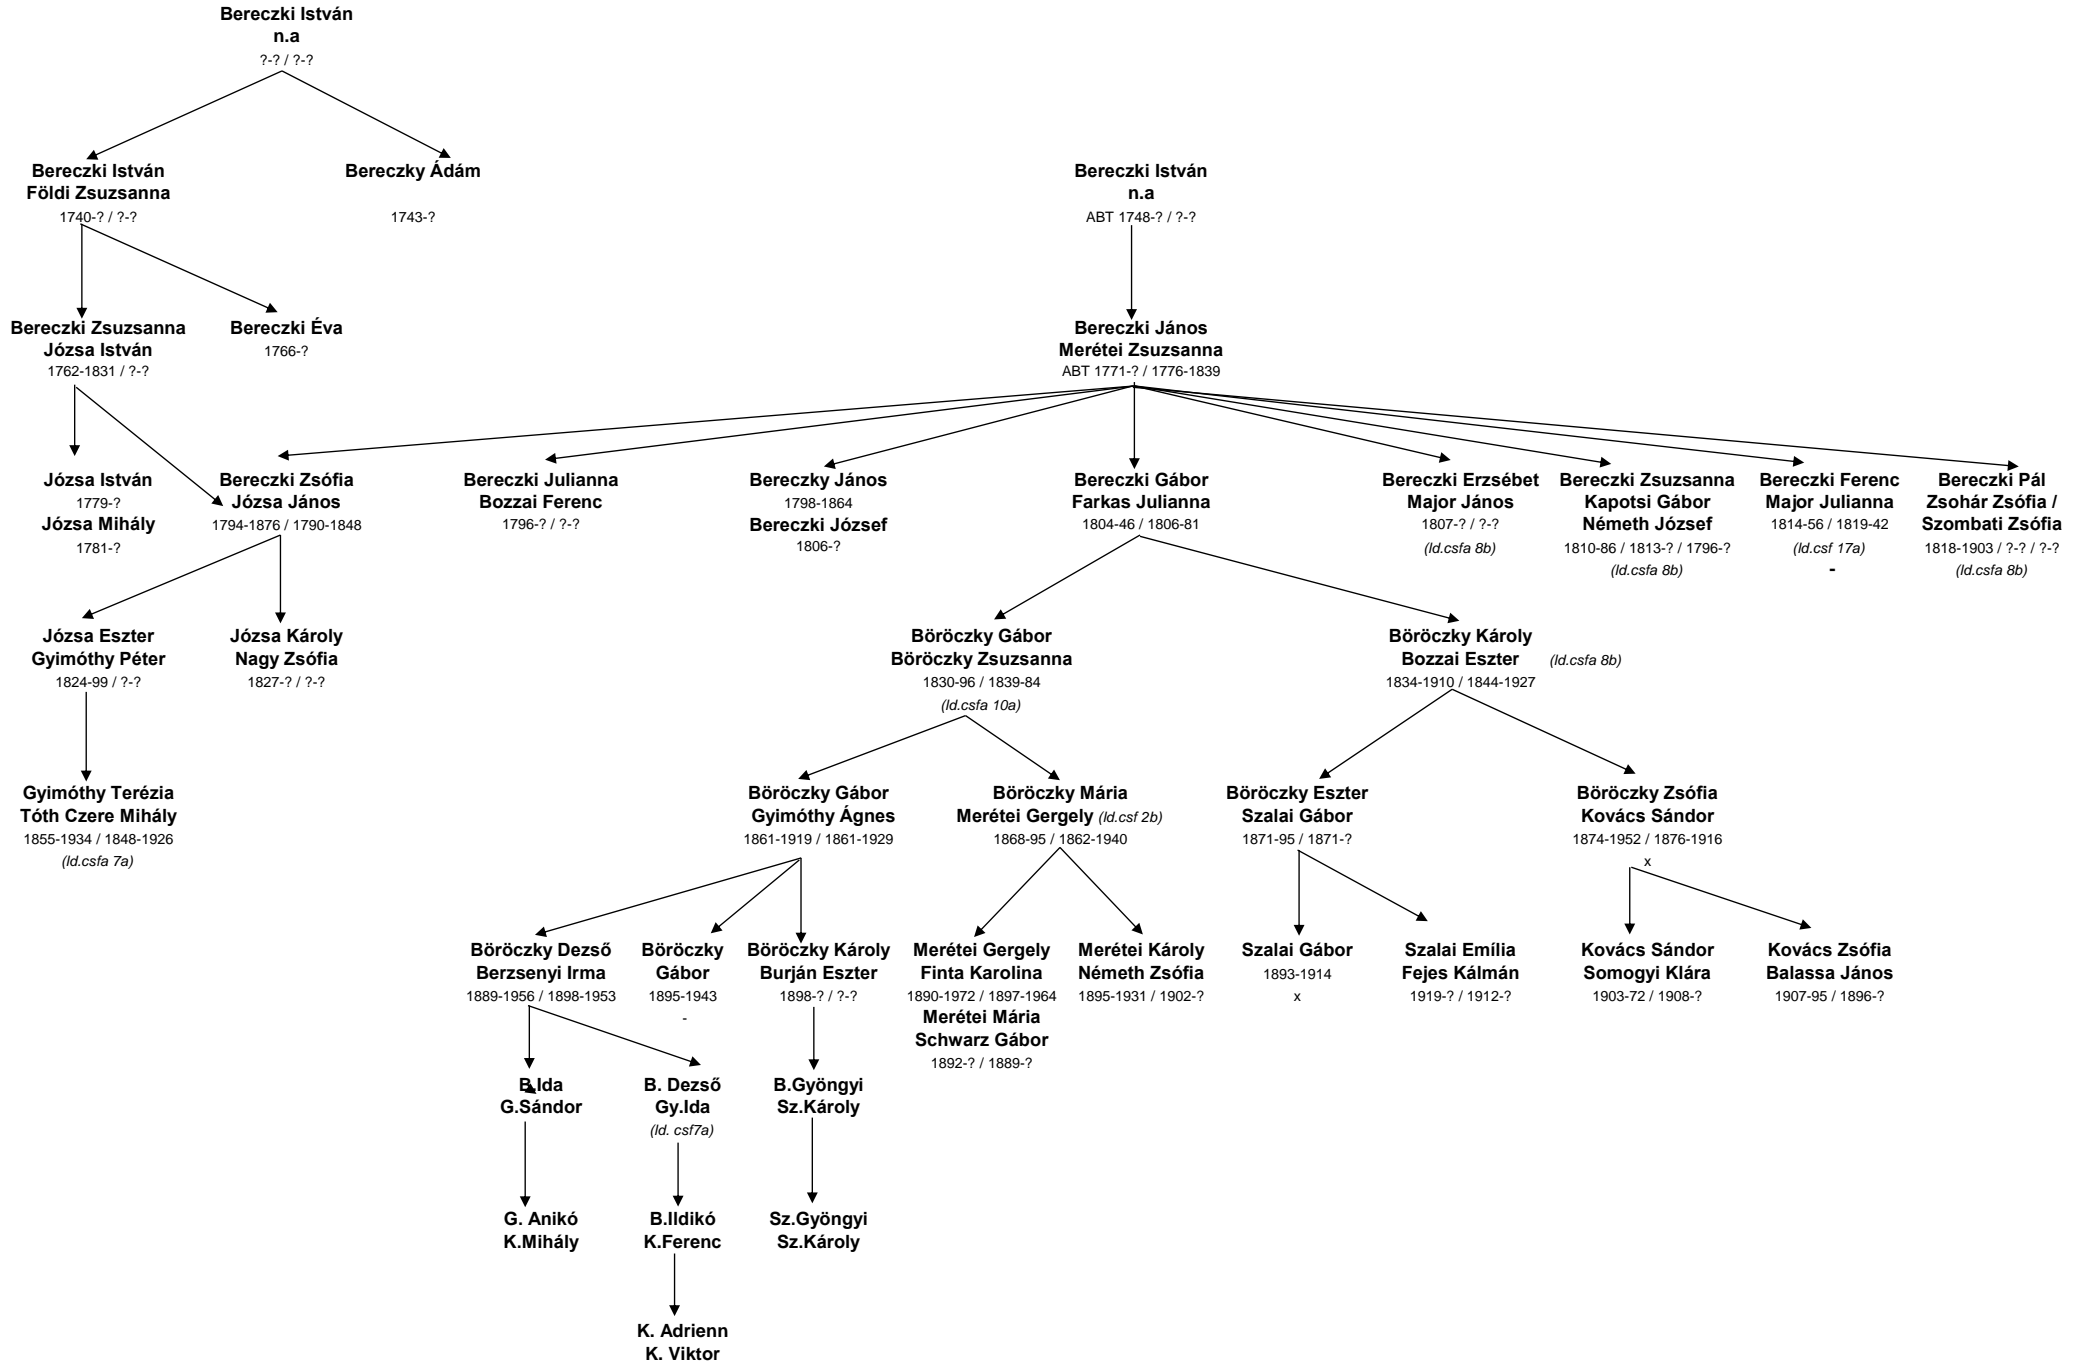 Bereczki István
n.a
?-? / ?-?
Bereczki István
Földi Zsuzsanna
1740-? / ?-?
Bereczky Ádám
1743-?
Bereczki István
n.a
ABT 1748-? / ?-?
Bereczki Zsuzsanna
Józsa István
1762-1831 / ?-?
Bereczki Éva
1766-?
Bereczki János
Merétei Zsuzsanna
ABT 1771-? / 1776-1839
Józsa István
1779-?
Józsa Mihály
1781-?
Bereczki Zsófia
Józsa János
1794-1876 / 1790-1848
Bereczki Julianna
Bozzai Ferenc
1796-? / ?-?
Bereczky János
1798-1864
Bereczki József
1806-?
Bereczki Gábor
Farkas Julianna
1804-46 / 1806-81
Bereczki Erzsébet
Major János
1807-? / ?-?
(ld.csfa 8b)
Bereczki Zsuzsanna
Kapotsi Gábor
Németh József
1810-86 / 1813-? / 1796-?
(ld.csfa 8b)
Bereczki Ferenc
Major Julianna
1814-56 / 1819-42
(ld.csf 17a)
-
Bereczki Pál
Zsohár Zsófia /
Szombati Zsófia
1818-1903 / ?-? / ?-?
(ld.csfa 8b)
Józsa Eszter
Gyimóthy Péter
1824-99 / ?-?
Józsa Károly
Nagy Zsófia
1827-? / ?-?
Böröczky Gábor
Böröczky Zsuzsanna
1830-96 / 1839-84
(ld.csfa 10a)
Böröczky Károly
Bozzai Eszter (ld.csfa 8b)
1834-1910 / 1844-1927
Gyimóthy Terézia
Tóth Czere Mihály
1855-1934 / 1848-1926
(ld.csfa 7a)
Böröczky Gábor
Gyimóthy Ágnes
1861-1919 / 1861-1929
Böröczky Mária
Merétei Gergely (ld.csf 2b)
1868-95 / 1862-1940
Böröczky Eszter
Szalai Gábor
1871-95 / 1871-?
Böröczky Zsófia
Kovács Sándor
1874-1952 / 1876-1916
x
Böröczky Dezső
Berzsenyi Irma
1889-1956 / 1898-1953
Böröczky
Gábor
1895-1943
-
Böröczky Károly
Burján Eszter
1898-? / ?-?
Merétei Gergely
Finta Karolina
1890-1972 / 1897-1964
Merétei Mária
Schwarz Gábor
1892-? / 1889-?
Merétei Károly
Németh Zsófia
1895-1931 / 1902-?
Szalai Gábor
1893-1914
x
Szalai Emília
Fejes Kálmán
1919-? / 1912-?
Kovács Sándor
Somogyi Klára
1903-72 / 1908-?
Kovács Zsófia
Balassa János
1907-95 / 1896-?
B.Ida
G.Sándor
B. Dezső
Gy.Ida
(ld. csf7a)
B.Gyöngyi
Sz.Károly
G. Anikó
K.Mihály
B.Ildikó
K.Ferenc
Sz.Gyöngyi
Sz.Károly
K. Adrienn
K. Viktor